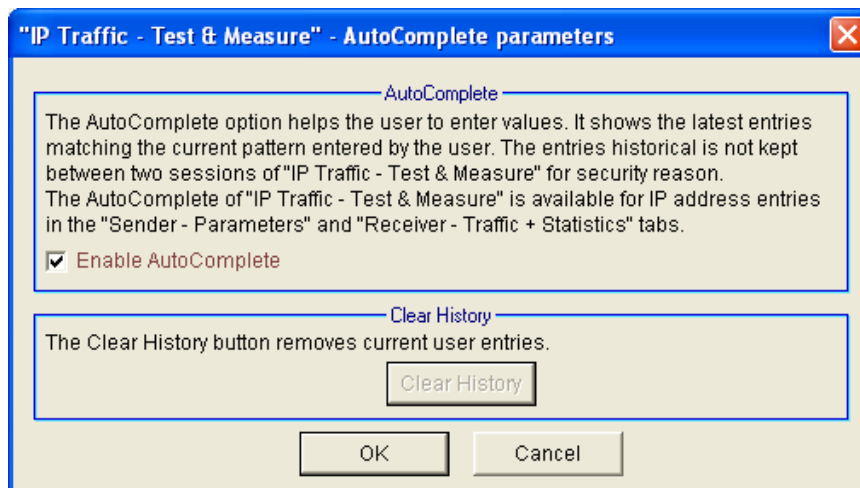 "IP Traffic - Test & Measure" - AutoComplete parameters
AutoComplete
The AutoComplete option helps the user to enter values. It shows the latest entries
matching the current pattern entered by the user. The entries historical is not kept
between two sessions of "IP Traffic - Test & Measure" for security reason.
The AutoComplete of "IP Traffic - Test & Measure" is available for IP address entries
in the "Sender - Parameters" and "Receiver - Traffic + Statistics" tabs.
Enable AutoComplete
Clear History
The Clear History button removes current user entries.
Clear History
OK Cancel